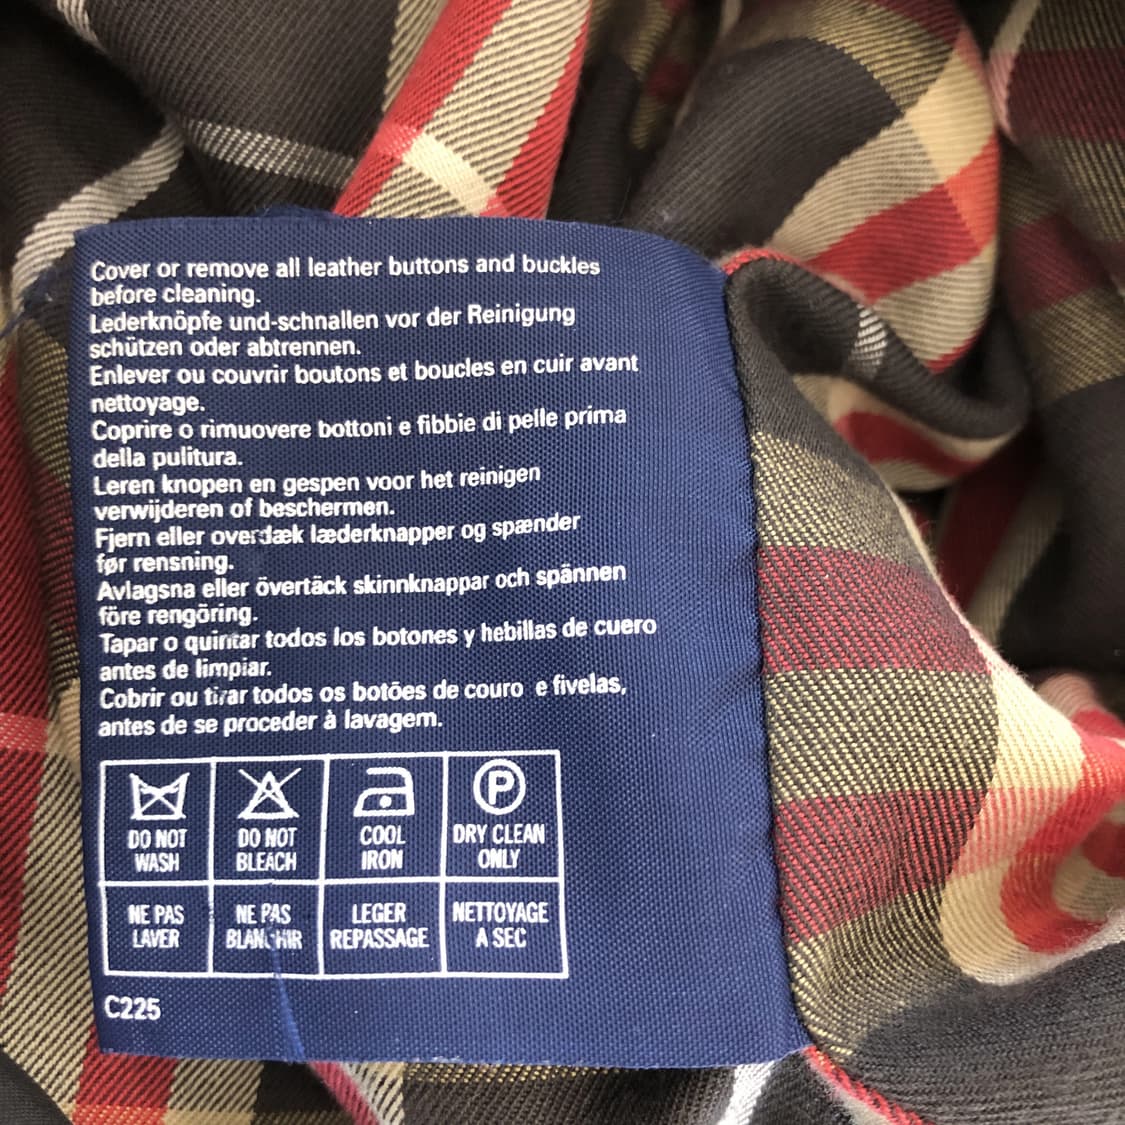 Cover or remove all leather buttons and buckles
before cleaning.
Lederknöpfe und-schnallen vor der Reinigung
schützen oder abtrennen.
Enlever ou couvrir boutons et boucles en cuir avant
nettoyage.
Coprire o rimuovere bottoni e fibbie di pelle prima
della pulitura.
Leren knopen en gespen voor het reinigen
verwijderen of beschermen.
Fjern eller overdæk læderknapper og spænder
før rensning.
Avlagsna eller övertäck skinnknappar och spännen
före rengöring.
Tapar o quintar todos los botones y hebillas de cuero
antes de limpiar.
Cobrir ou tirar todos os botões de couro e fivelas,
antes de se proceder à lavagem.
DO NOT WASH
DO NOT BLEACH
COOL IRON
P
DRY CLEAN ONLY
NE PAS LAVER
NE PAS BLANCHIR
LEGER REPASSAGE
NETTOYAGE A SEC
C225